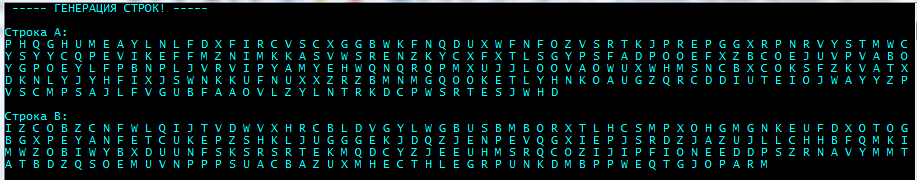 ----- ГЕНЕРАЦИЯ СТРОК! -----
Строка A:
P H Q G H U M E A Y L N L F D X F I R C V S C X G G B W K F N Q D U X W F N F O Z V S R T K J P R E P G G X R P N R V Y S T M W C
Y S Y Y C Q P E V I K E F F M Z N I M K K A S V W S R E N Z K Y C X F X T L S G Y P S F A D P O O E F X Z B C O E J U V P V A B O
Y G P O E Y L F P B N P L J V R V I P Y A M Y E H W Q N Q R Q P M X U J J L O O V A O W U X W H M S N C B X C O K S F Z K V A T X
D K N L Y J Y H F I X J S W N K K U F N U X X Z R Z B M N M G Q O O K E T L Y H N K O A U G Z Q R C D D I U T E I O J W A Y Y Z P
V S C M P S A J L F V G U B F A A O V L Z Y L N T R K D C P W S R T E S J W H D
Строка B:
I Z C O B Z C N F W L Q I J T V D W V X H R C B L D V G Y L W G B U S B M B O R X T L H C S M P X O H G M G N K E U F D X O T O G
B G X P E Y A N F E T C U K E P Z S H K L J U G G G E K J D Q Z J E N P E V Q G X I E P J S R D Z J A Z U J L L C H H B F Q M K I
M W Z O B I W Y B X D U U N F S K S R S R T E K M Q D C Y Z J E E U H M S R Q C O Z I J I P F I O N E E D D P S Z R N A V Y M M T
A T B D Z Q S O E M U V N P P P S U A C B A Z U X M H E C T H L E G R P U N K D M B P P W E Q T G J O P A R M